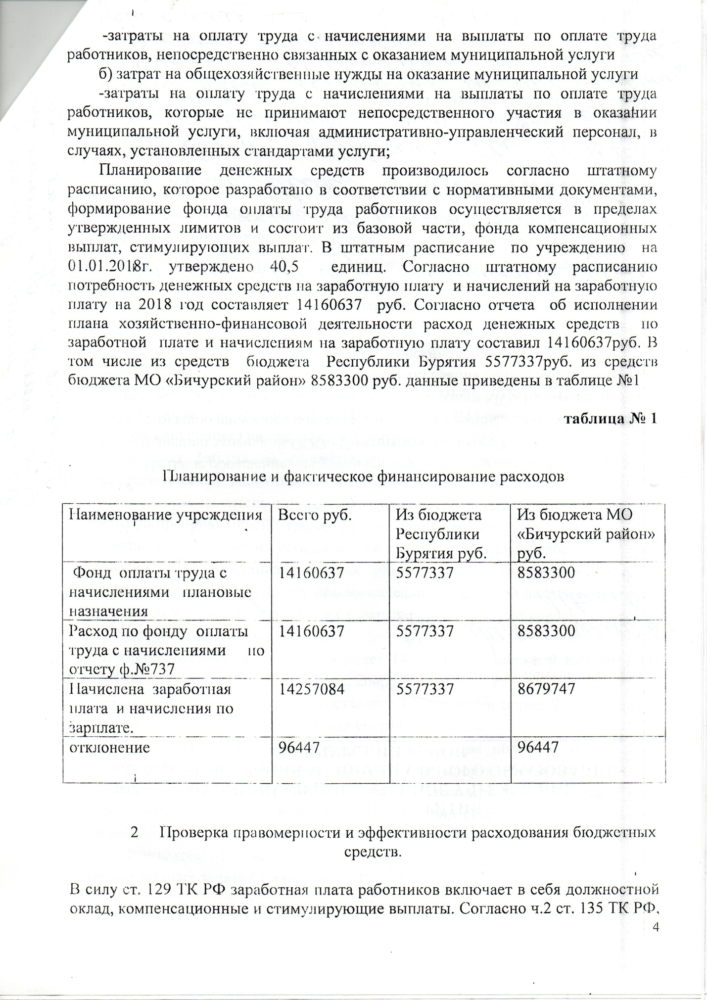 -затраты на оплату труда с начислениями на выплаты по оплате труда
работников, непосредственно связанных с оказанием муниципальной услуги
б) затрат на общехозяйственные нужды на оказание муниципальной услуги
-затраты на оплату труда с начислениями на выплаты по оплате труда
работников, которые не принимают непосредственного участия в оказании
муниципальной услуги, включая административно-управленческий персонал, в
случаях, установленных стандартами услуги;
Планирование денежных средств производилось согласно штатному
расписанию, которое разработано в соответствии с нормативными документами,
формирование фонда оплаты труда работников осуществляется в пределах
утвержденных лимитов и состоит из базовой части, фонда компенсационных
выплат, стимулирующих выплат. В штатным расписание по учреждению на
01.01.2018г. утверждено 40,5 единиц. Согласно штатному расписанию
потребность денежных средств на заработную плату и начислений на заработную
плату на 2018 год составляет 14160637 руб. Согласно отчета об исполнении
плана хозяйственно-финансовой деятельности расход денежных средств по
заработной плате и начислениям на заработную плату составил 14160637руб. В
том числе из средств бюджета Республики Бурятия 5577337руб. из средств
бюджета МО «Бичурский район» 8583300 руб. данные приведены в таблице №1
таблица № 1
Планирование и фактическое финансирование расходов
Наименование учреждения Всего руб. Из бюджета Из бюджета МО
Республики «Бичурский район»
Бурятия руб. руб.
Фонд оплаты труда с 14160637 5577337 8583300
начислениями плановые
назначения
Расход по фонду оплаты 14160637 5577337 8583300
труда с начислениями по
отчету ф.№737
Начислена заработная 14257084 5577337 8679747
плата и начисления по
зарплате.
отклонение 96447 96447
2 Проверка правомерности и эффективности расходования бюджетных
средств.
В силу ст. 129 ТК РФ заработная плата работников включает в себя должностной
оклад, компенсационные и стимулирующие выплаты. Согласно ч.2 ст. 135 ТК РФ,
4